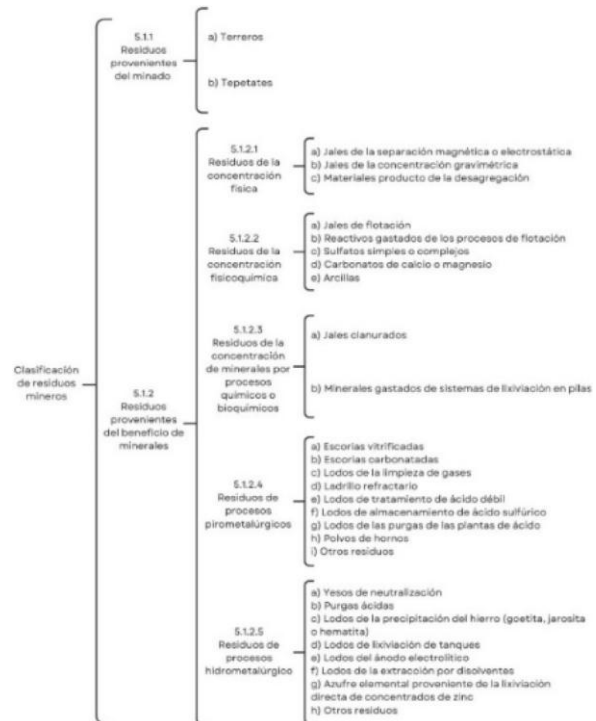 Clasificación
de residuos
mineros
5.1.1
Residuos
provenientes
del minado
a) Terreros
b) Tepetates
5.1.2
Residuos
provenientes
del beneficio de
minerales
5.1.2.1
Residuos de la
concentración
física
a) Jales de la separación magnética o electrostática
b) Jales de la concentración gravimétrica
c) Materiales producto de la desagregación
5.1.2.2
Residuos de la
concentración
fisicoquímica
a) Jales de flotación
b) Reactivos gastados de los procesos de flotación
c) Sulfatos simples o complejos
d) Carbonatos de calcio o magnesio
e) Arcillas
5.1.2.3
Residuos de la
concentración
de minerales por
procesos
químicos o
bioquímicos
a) Jales cianurados
b) Minerales gastados de sistemas de lixiviación en pilas
5.1.2.4
Residuos de
procesos
pirometalúrgicos
a) Escorias vitrificadas
b) Escorias carbonatadas
c) Lodos de la limpieza de gases
d) Ladrillo refractario
e) Lodos de tratamiento de ácido débil
f) Lodos de almacenamiento de ácido sulfúrico
g) Lodos de las purgas de las plantas de ácido
h) Polvos de hornos
i) Otros residuos
5.1.2.5
Residuos de
procesos
hidrometalúrgico
a) Yesos de neutralización
b) Purgas ácidas
c) Lodos de la precipitación del hierro (goetita, jarosita
o hematita)
d) Lodos de lixiviación de tanques
e) Lodos del ánodo electrolítico
f) Lodos de la extracción por disolventes
g) Azufre elemental proveniente de la lixiviación
directa de concentrados de zinc
h) Otros residuos